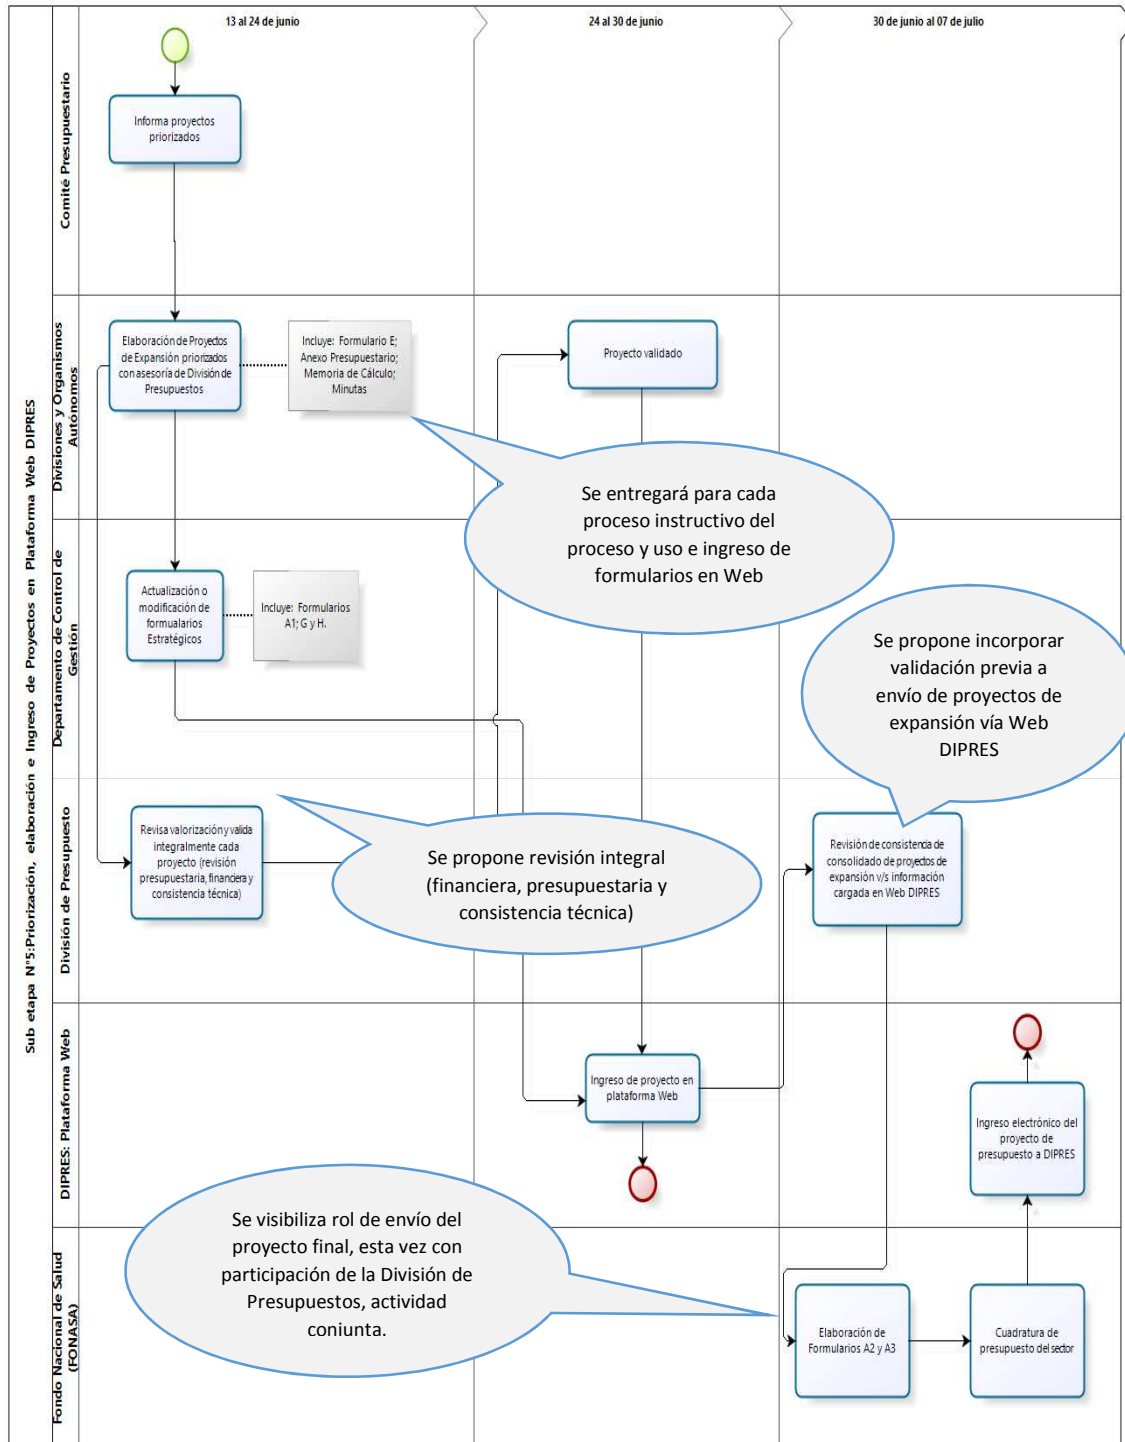 13 al 24 de junio
24 al 30 de junio
30 de junio al 07 de julio
Sub etapa N°5:Priorización, elaboración e Ingreso de Proyectos en Plataforma Web DIPRES
Comité Presupuestario
Informa proyectos
priorizados
Divisiones y Organismos
Autónomos
Elaboración de Proyectos
de Expansión priorizados
con asesoría de División de
Presupuestos
Incluye: Formulario E;
Anexo Presupuestario;
Memoria de Cálculo;
Minutas
Proyecto validado
Se entregará para cada
proceso instructivo del
proceso y uso e ingreso de
formularios en Web
Departamento de Control de
Gestión
Actualización o
modificación de
formualarios
Estratégicos
Incluye: Formularios
A1; G y H.
Se propone incorporar
validación previa a
envío de proyectos de
expansión vía Web
DIPRES
División de Presupuesto
Revisa valorización y valida
integralmente cada
proyecto (revisión
presupuestaria, financiera y
consistencia técnica)
Se propone revisión integral
(financiera, presupuestaria y
consistencia técnica)
Revisión de consistencia de
consolidado de proyectos de
expansión v/s información
cargada en Web DIPRES
DIPRES: Plataforma Web
Ingreso de proyecto en
plataforma Web
Ingreso electrónico del
proyecto de
presupuesto a DIPRES
Fondo Nacional de Salud
(FONASA)
Se visibiliza rol de envío del
proyecto final, esta vez con
participación de la División de
Presupuestos, actividad
coniunta.
Elaboración de
Formularios A2 y A3
Cuadratura de
presupuesto del sector